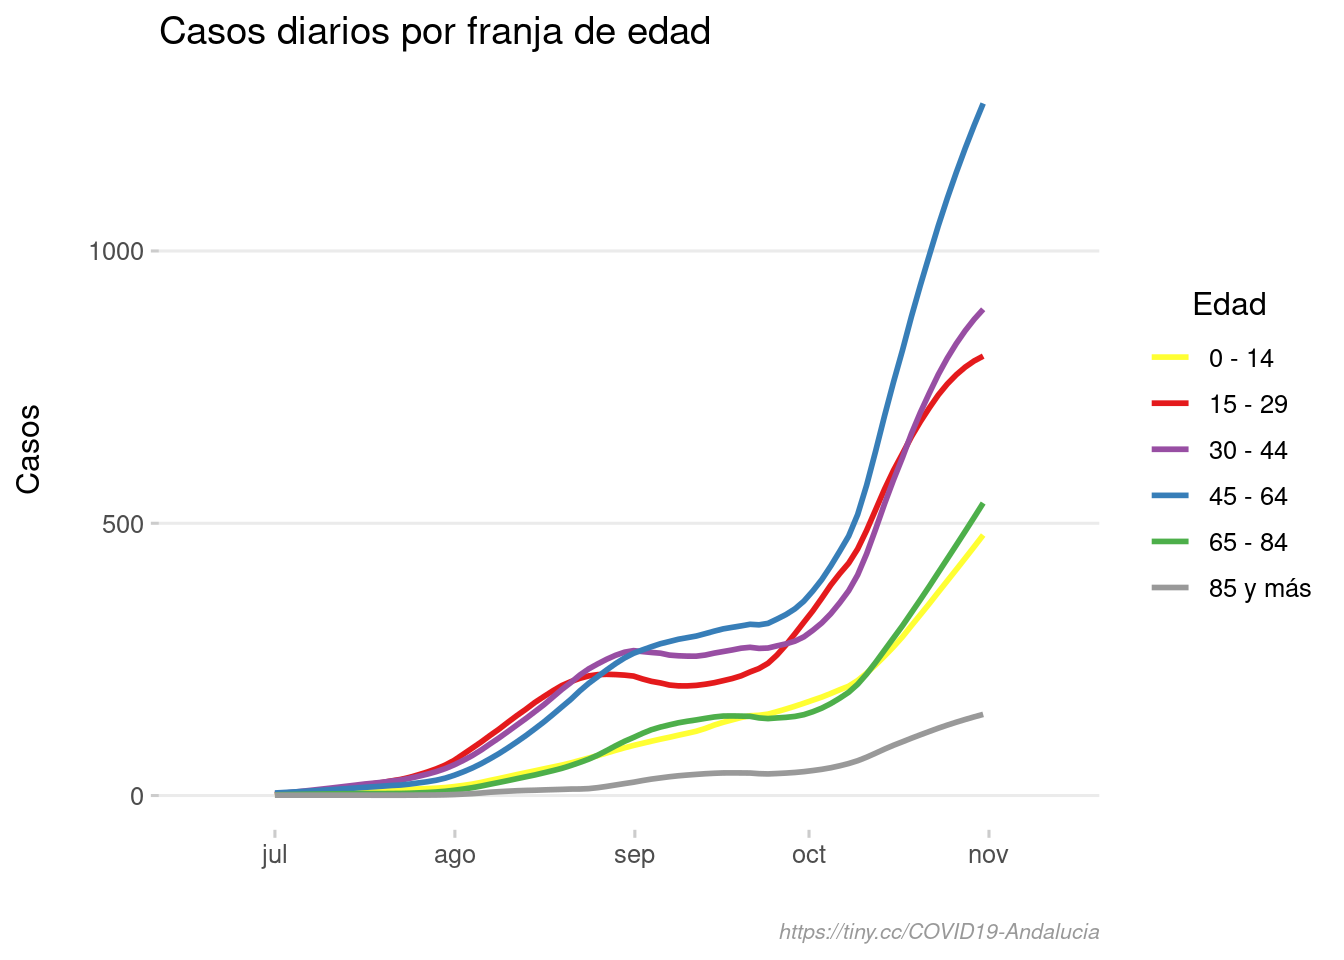 Casos diarios por franja de edad
1000
500
0
Casos
jul
ago
sep
oct
nov
Edad
0 - 14
15 - 29
30 - 44
45 - 64
65 - 84
85 y más
https://tiny.cc/COVID19-Andalucia